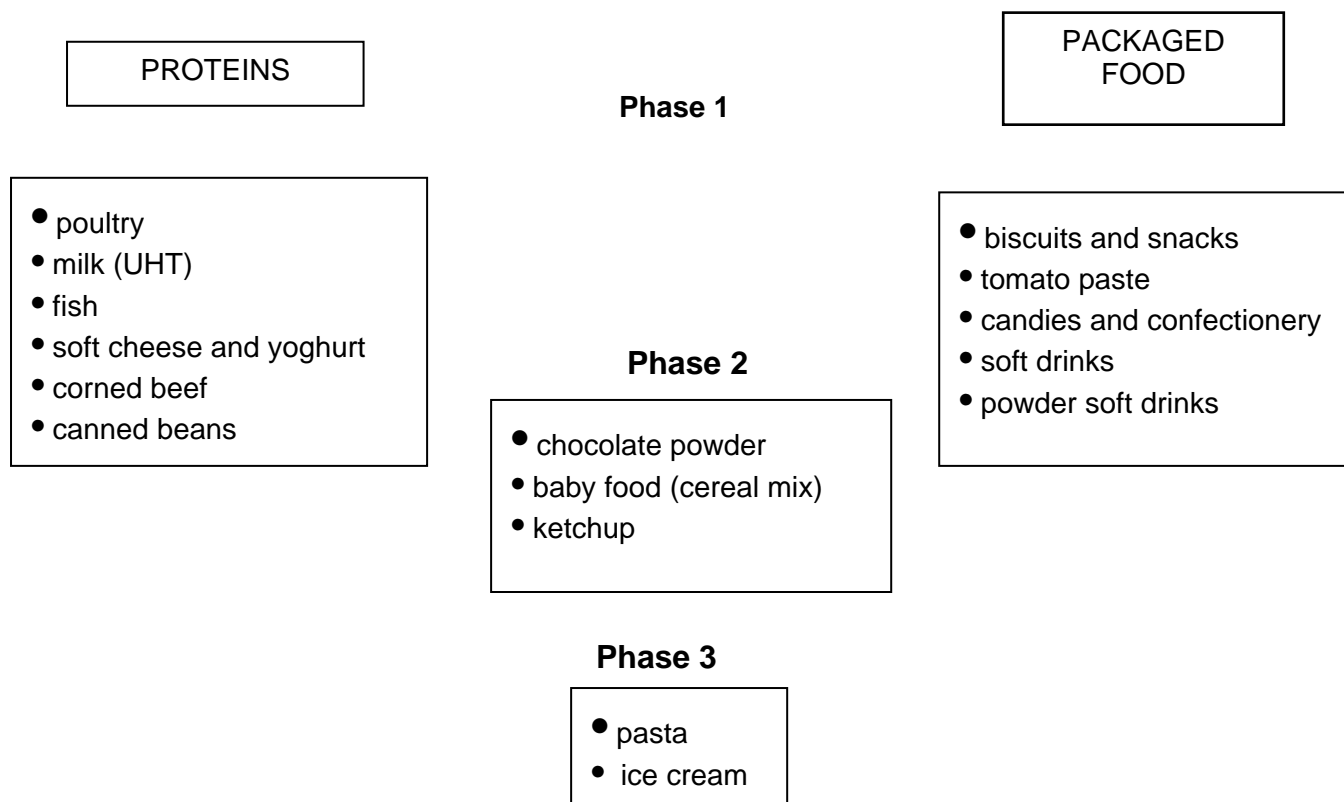 PROTEINS
PACKAGED
FOOD
Phase 1
• poultry
• milk (UHT)
• fish
• soft cheese and yoghurt
• corned beef
• canned beans
• biscuits and snacks
• tomato paste
• candies and confectionery
• soft drinks
• powder soft drinks
Phase 2
• chocolate powder
• baby food (cereal mix)
• ketchup
Phase 3
• pasta
• ice cream